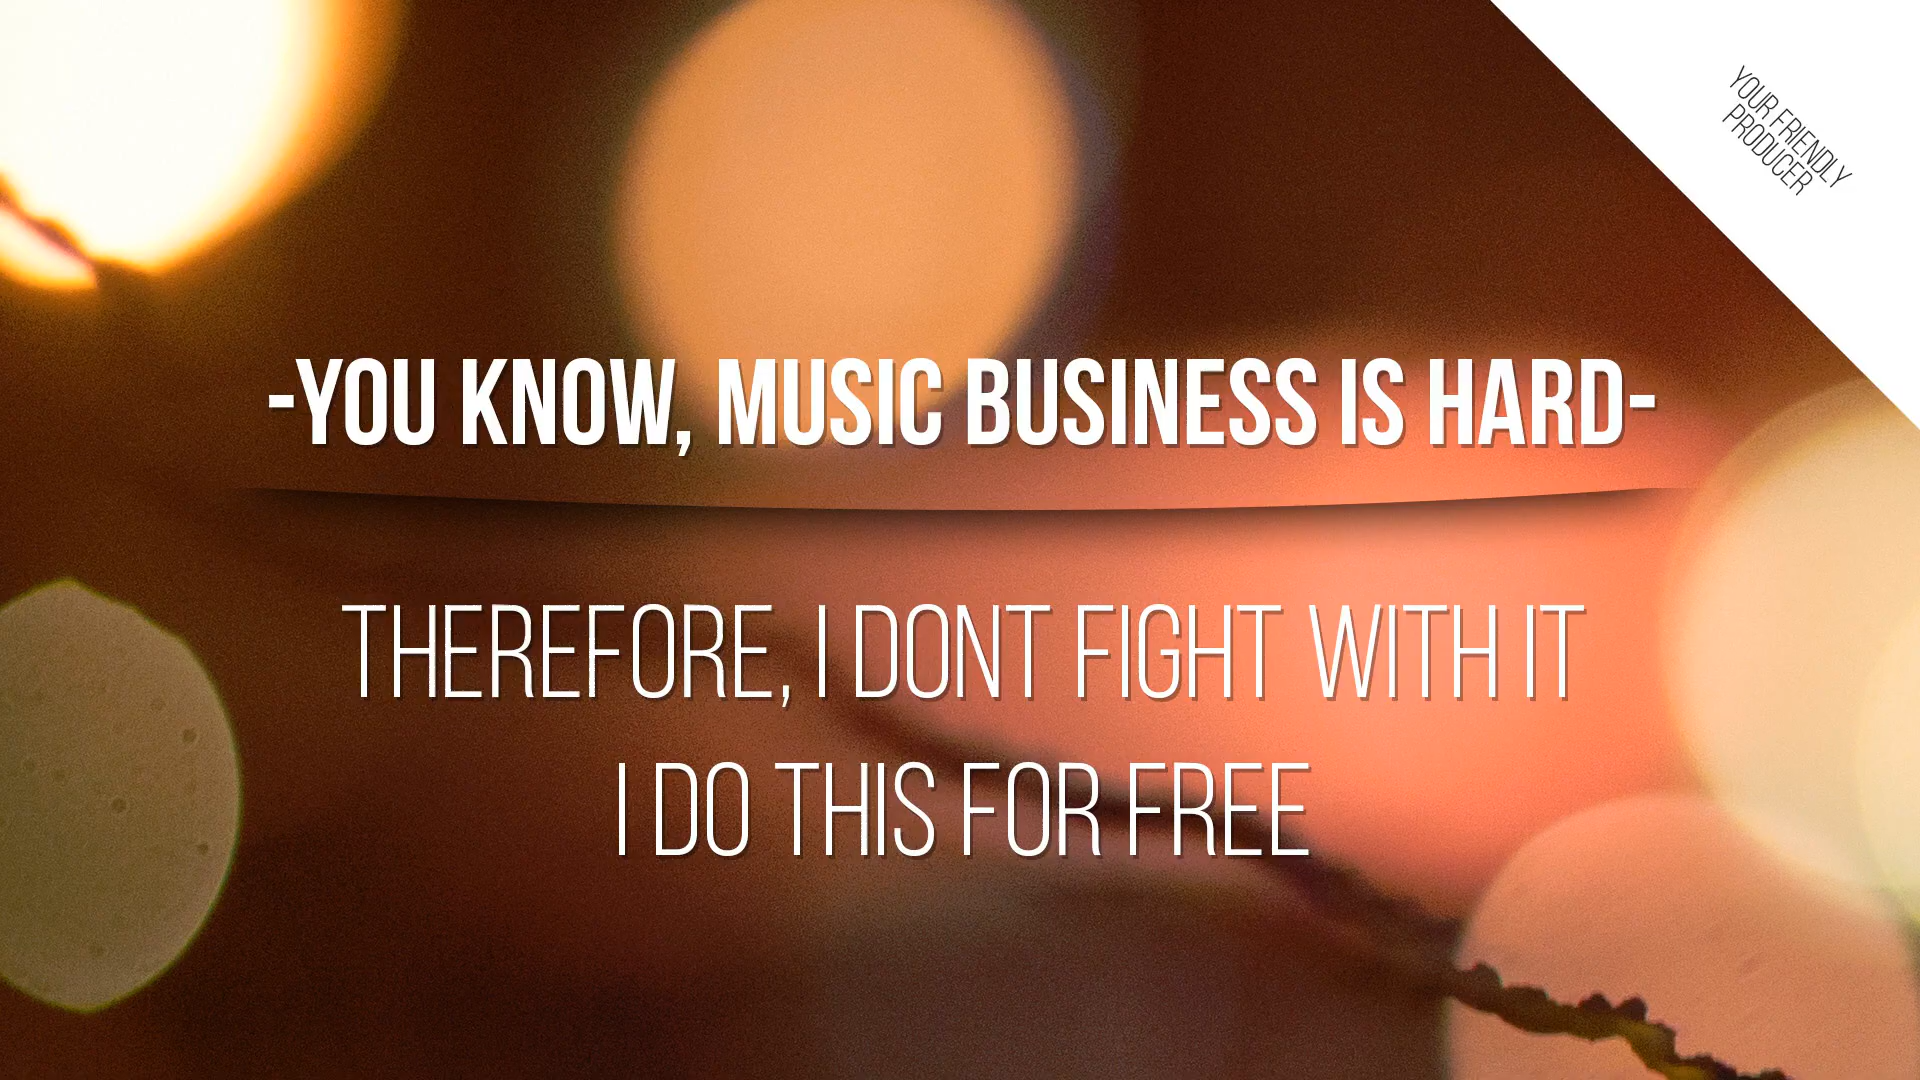 YOUR FRIENDLY
PRODUCER
-YOU KNOW, MUSIC BUSINESS IS HARD-
THEREFORE, I DONT FIGHT WITH IT
I DO THIS FOR FREE